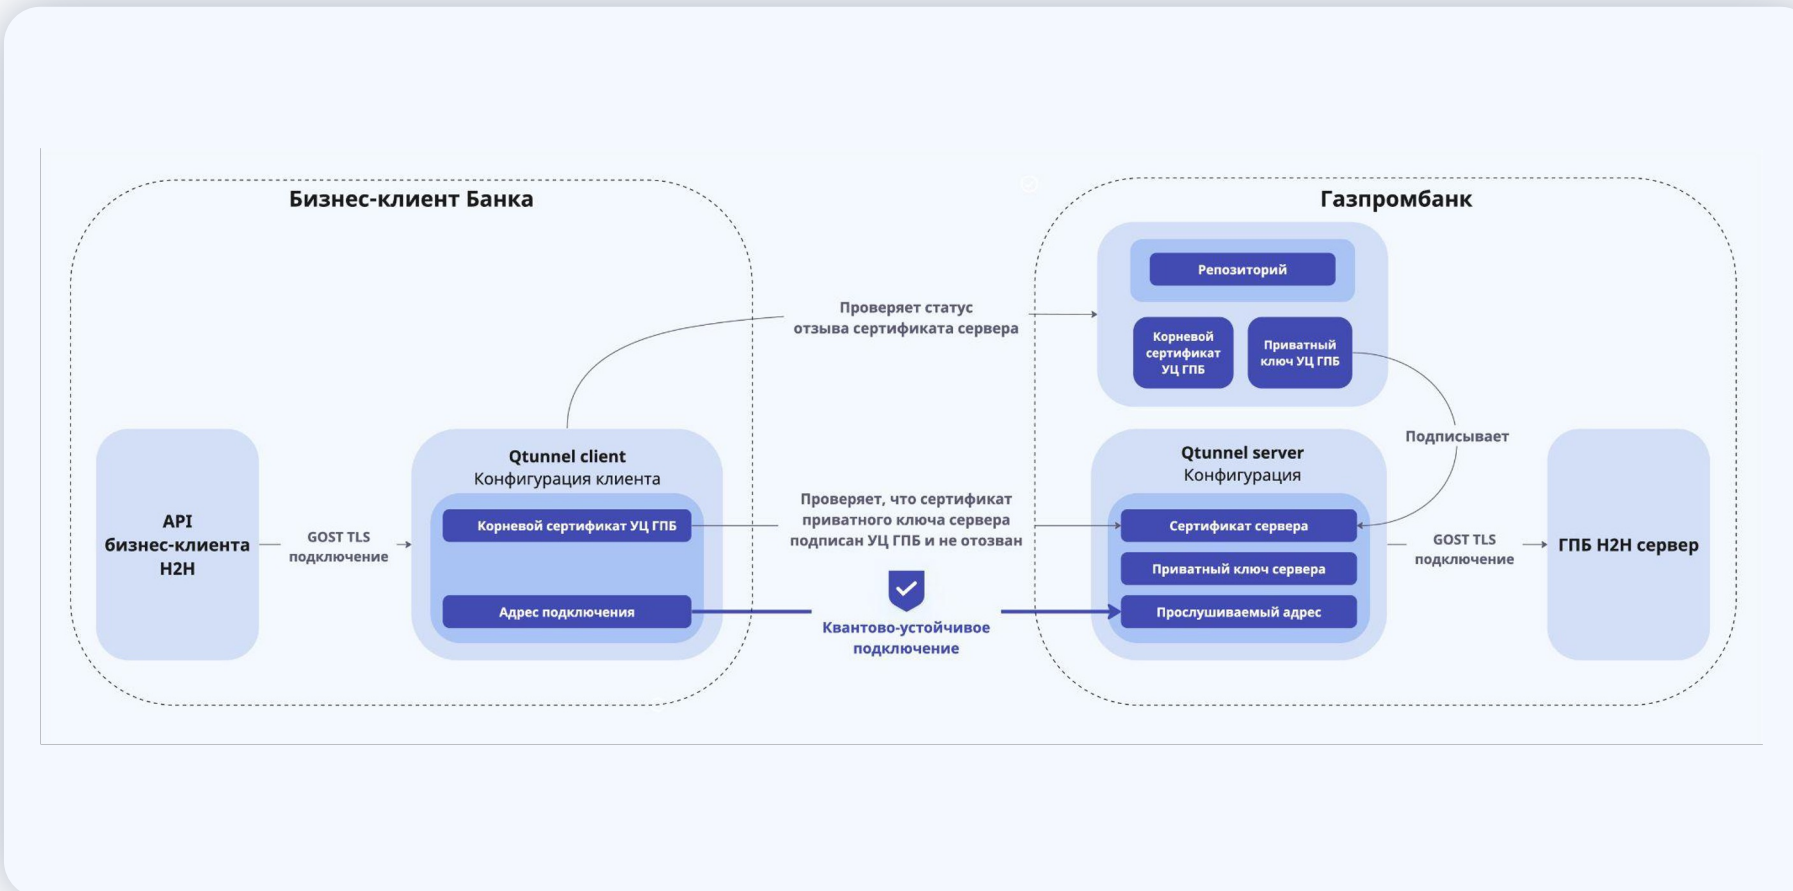 Бизнес-клиент Банка
Газпромбанк
Репозиторий
Проверяет статус
отзыва сертификата сервера
Корневой
сертификат
УЦ ГПБ
Приватный
ключ УЦ ГПБ
Подписывает
Qtunnel client
Конфигурация клиента
Корневой сертификат УЦ ГПБ
Адрес подключения
Проверяет, что сертификат
приватного ключа сервера
подписан УЦ ГПБ и не отозван
Квантово-устойчивое
подключение
Qtunnel server
Конфигурация
Сертификат сервера
Приватный ключ сервера
Прослушиваемый адрес
API
бизнес-клиента
H2H
GOST TLS
подключение
GOST TLS
подключение
ГПБ H2H сервер